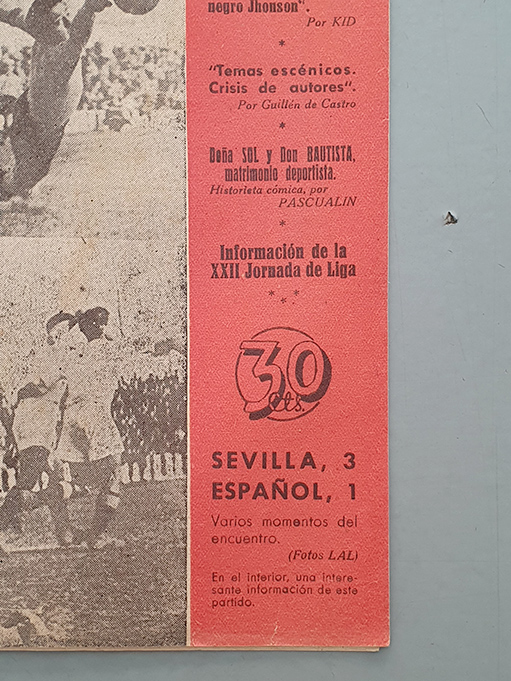 negro Jhonson".
Por KID
*
"Temas escénicos.
Crisis de autores".
Por Guillén de Castro
*
Doña SOL y Don BAUTISTA,
matrimonio deportista.
Historieta cómica, por
PASCUALIN
*
Información de la
XXII Jornada de Liga
* * *
30
cts.
SEVILLA, 3
ESPAÑOL, 1
Varios momentos del
encuentro.
(Fotos LAL)
En el interior, una intere-
sante información de este
partido.